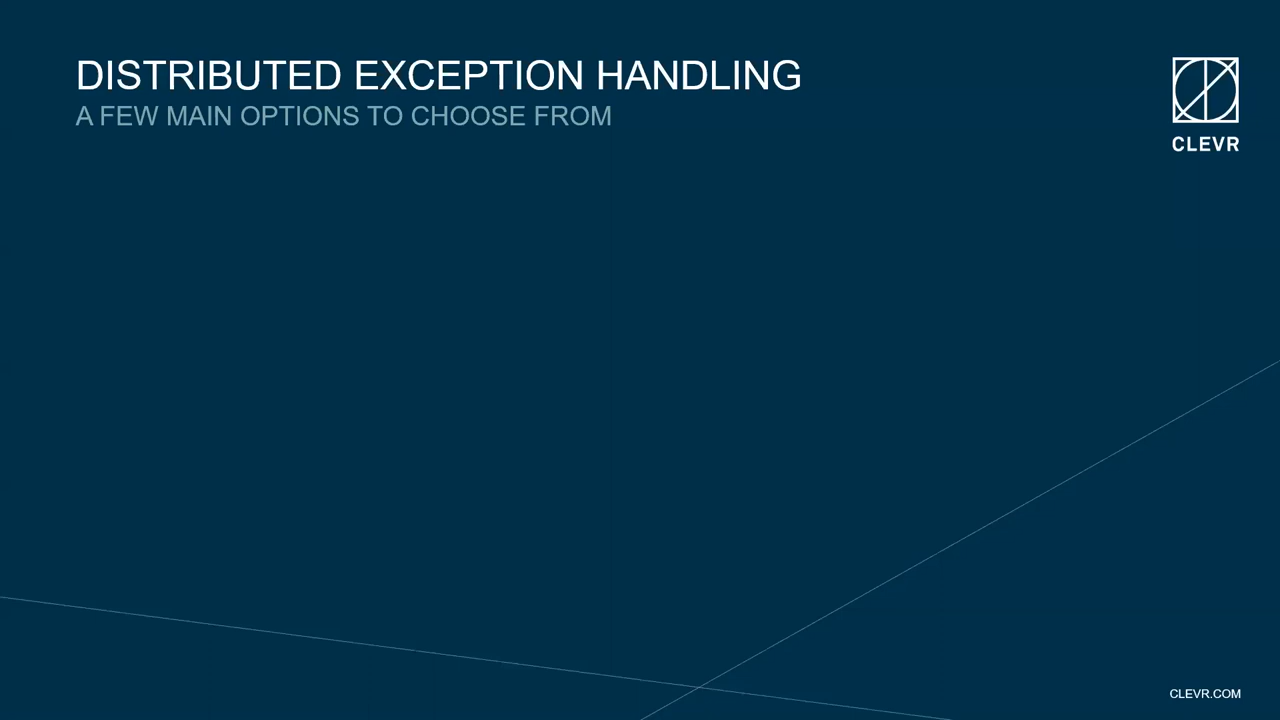 DISTRIBUTED EXCEPTION HANDLING
A FEW MAIN OPTIONS TO CHOOSE FROM
CLEVR
CLEVR.COM